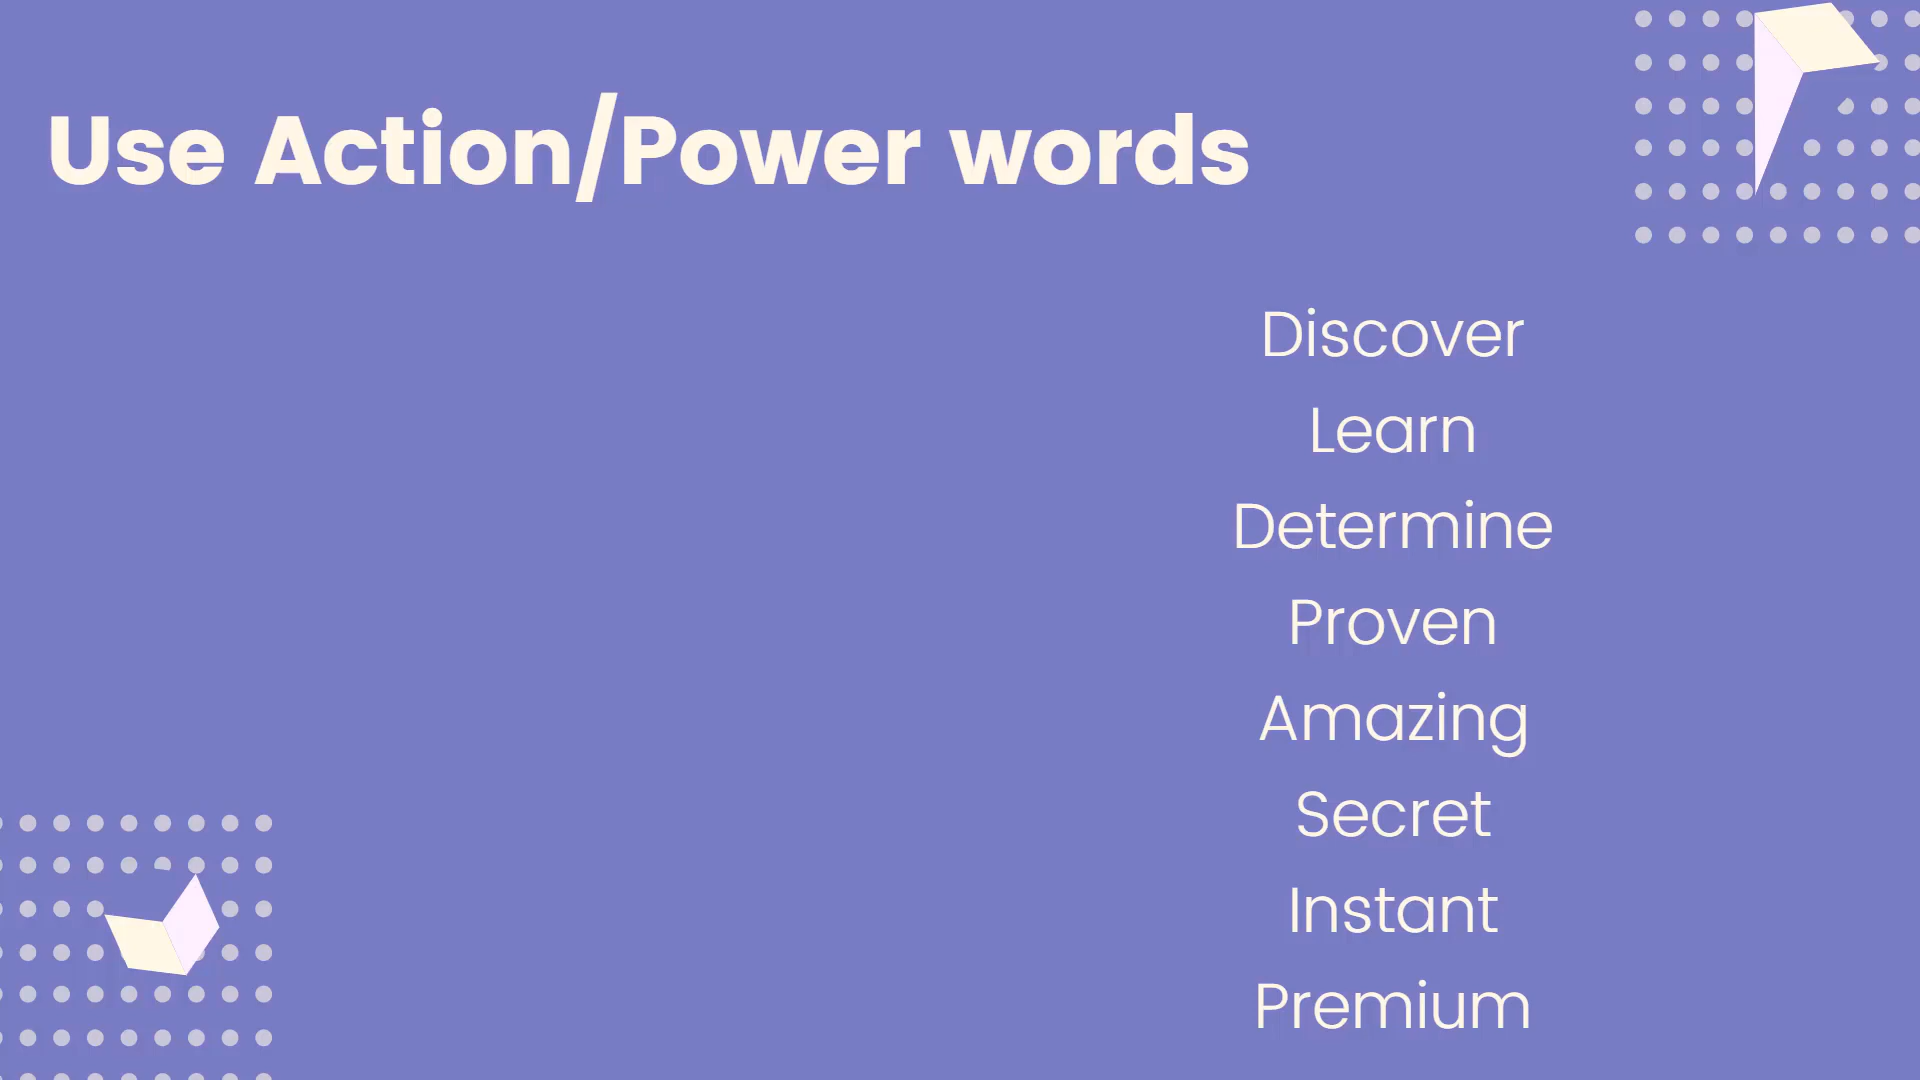 Use Action/Power words
Discover
Learn
Determine
Proven
Amazing
Secret
Instant
Premium